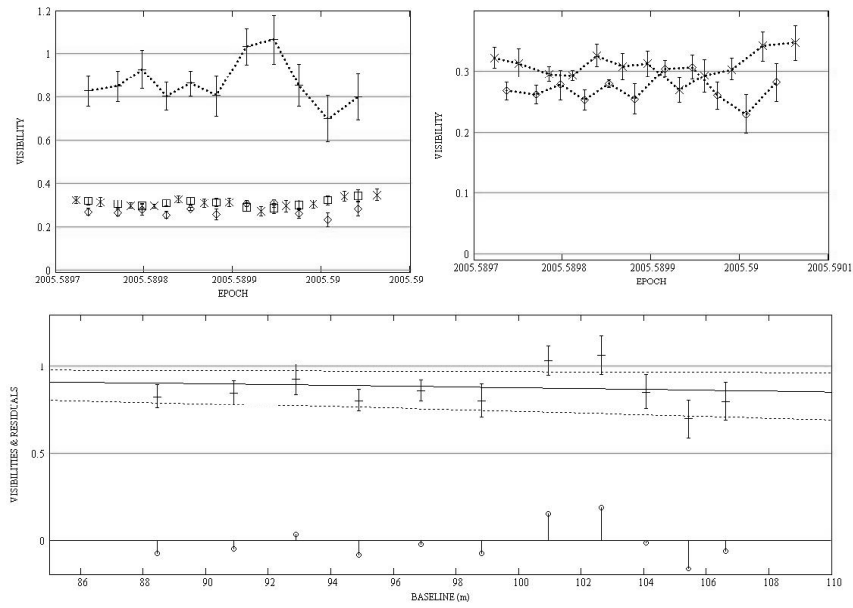 1.2
1
0.8
0.6
0.4
0.2
0
VISIBILITY
2005.5897 2005.5898 2005.5899 2005.59 2005.59
EPOCH
0.3
0.2
0.1
0
VISIBILITY
2005.5897 2005.5898 2005.5899 2005.59 2005.5901
EPOCH
1
0.5
0
VISIBILITIES & RESIDUALS
86 88 90 92 94 96 98 100 102 104 106 108 110
BASELINE (m)